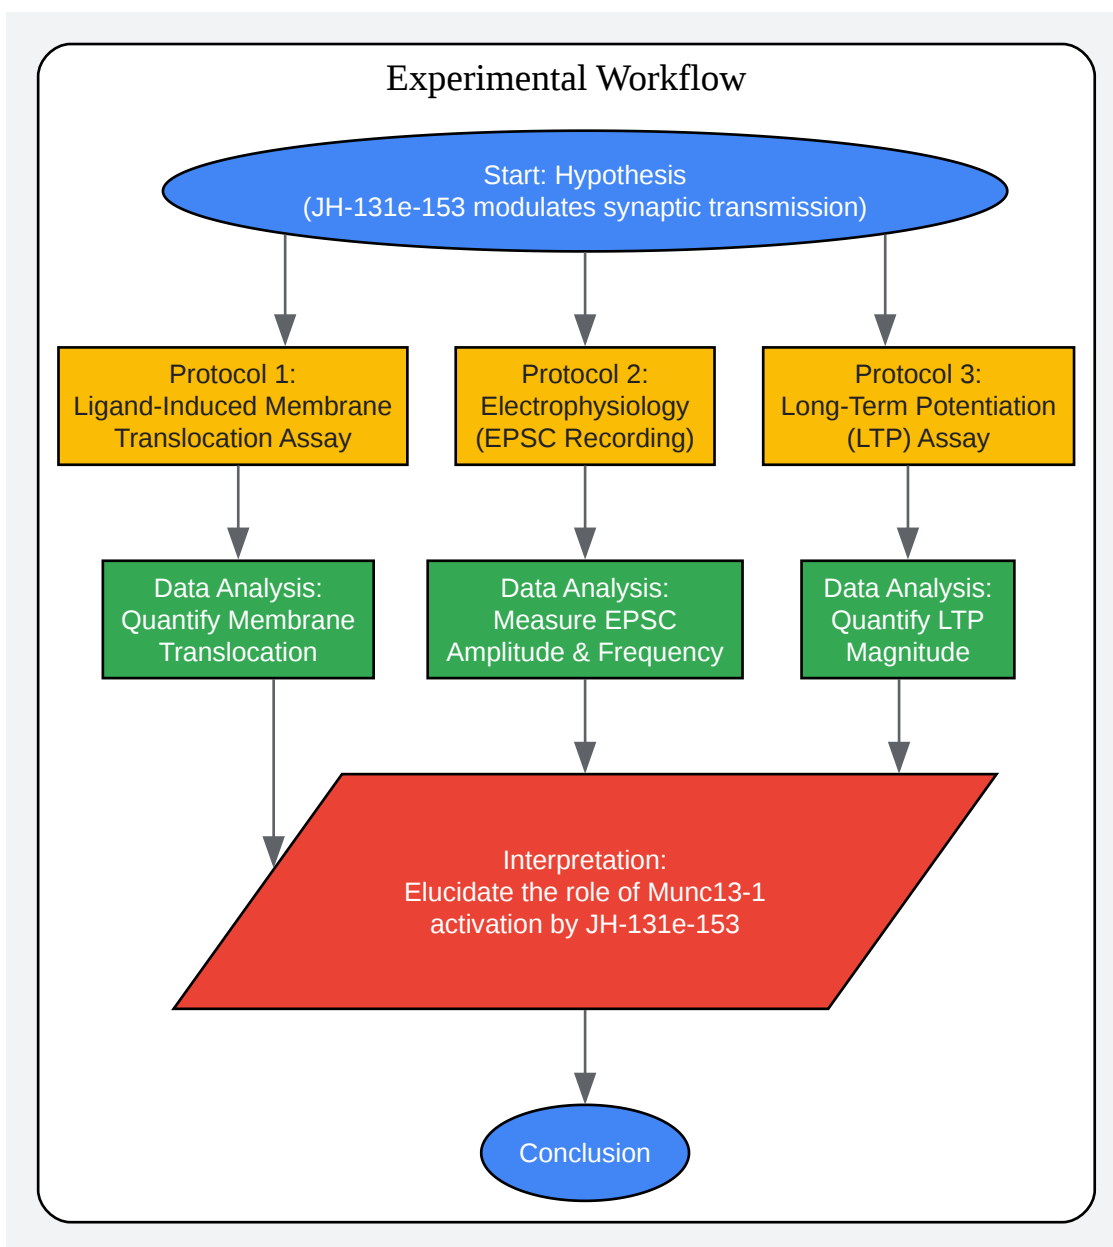 Experimental Workflow
Start: Hypothesis
(JH-131e-153 modulates synaptic transmission)
Protocol 1:
Ligand-Induced Membrane
Translocation Assay
Protocol 2:
Electrophysiology
(EPSC Recording)
Protocol 3:
Long-Term Potentiation
(LTP) Assay
Data Analysis:
Quantify Membrane
Translocation
Data Analysis:
Measure EPSC
Amplitude & Frequency
Data Analysis:
Quantify LTP
Magnitude
Interpretation:
Elucidate the role of Munc13-1
activation by JH-131e-153
Conclusion